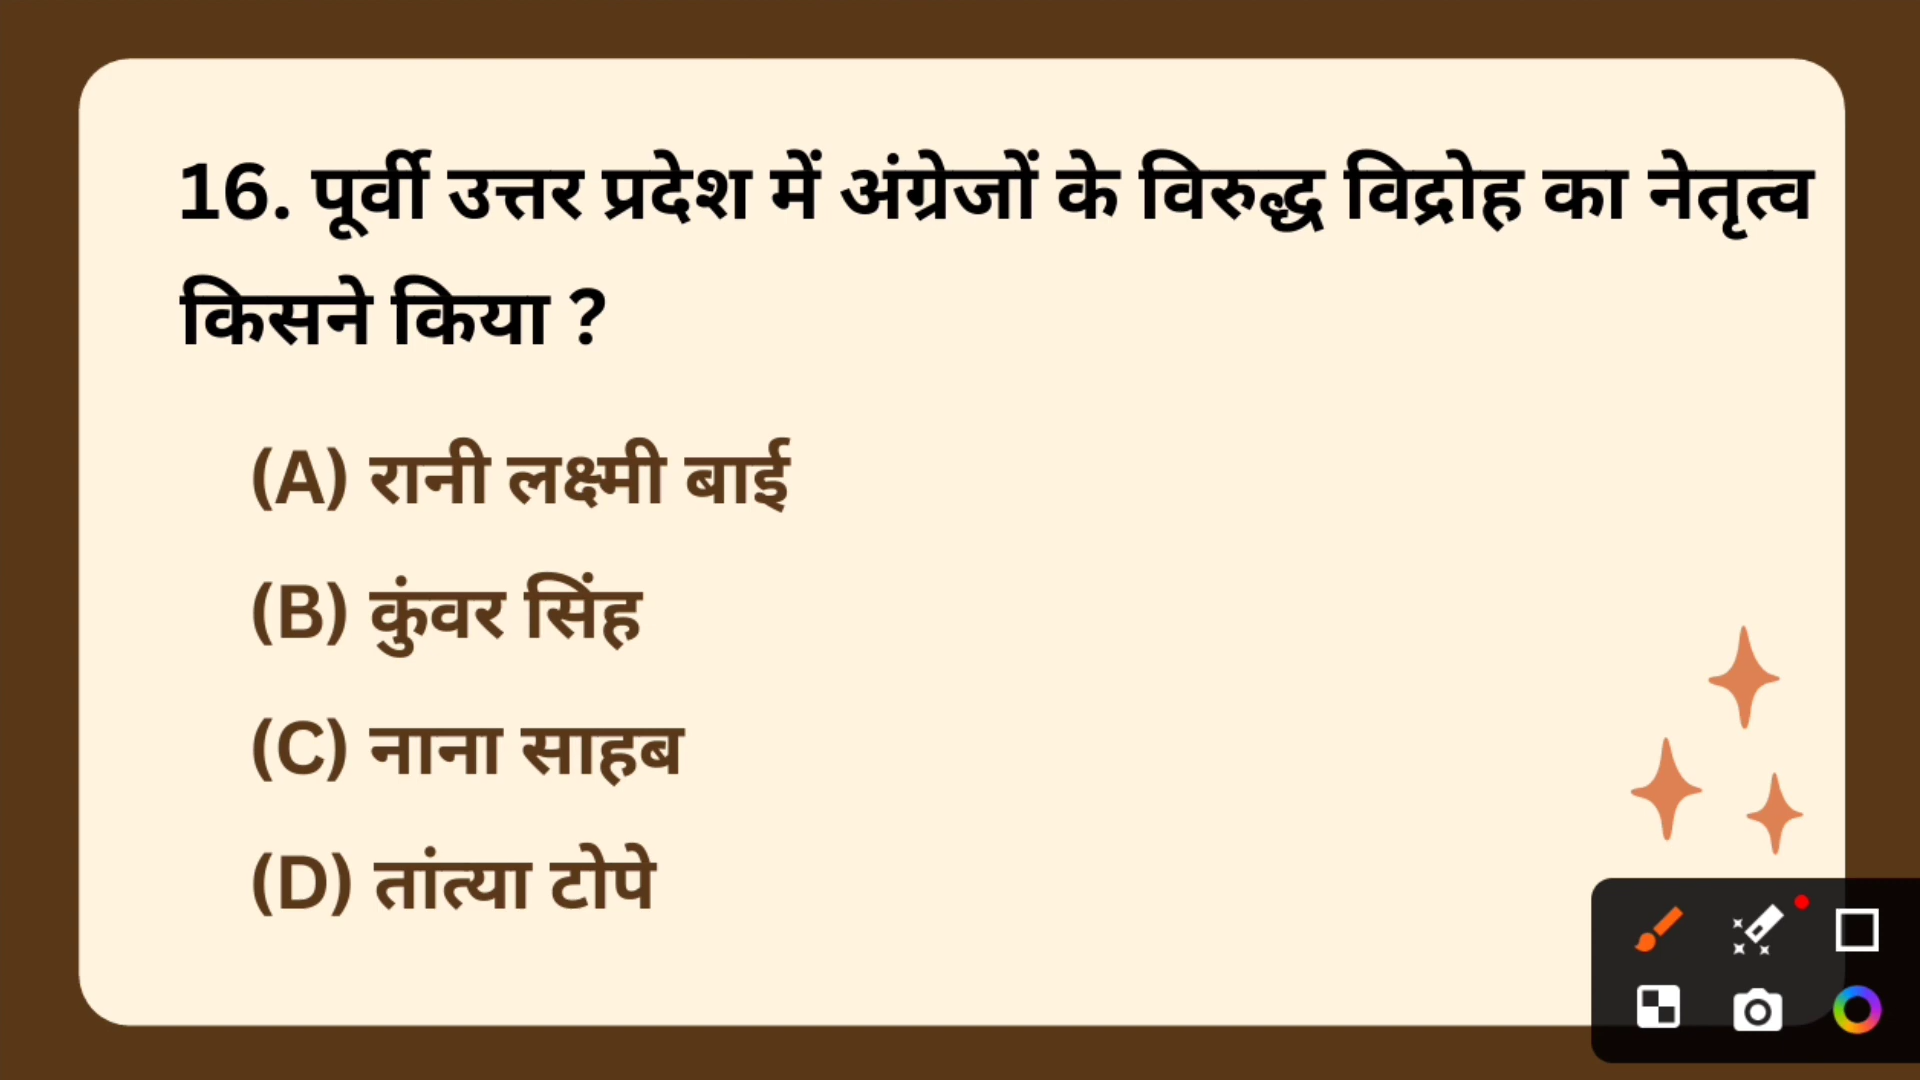 16. पूर्वी उत्तर प्रदेश में अंग्रेजों के विरुद्ध विद्रोह का नेतृत्व
किसने किया ?
(A) रानी लक्ष्मी बाई
(B) कुंवर सिंह
(C) नाना साहब
(D) तांत्या टोपे